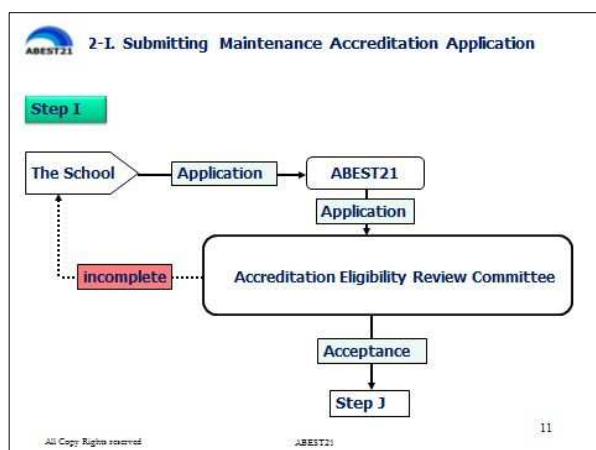 ABEST21
2-I. Submitting Maintenance Accreditation Application
Step I
The School
Application
ABEST21
Application
incomplete
Accreditation Eligibility Review Committee
Acceptance
Step J
11
All Copy Rights reserved
ABEST21